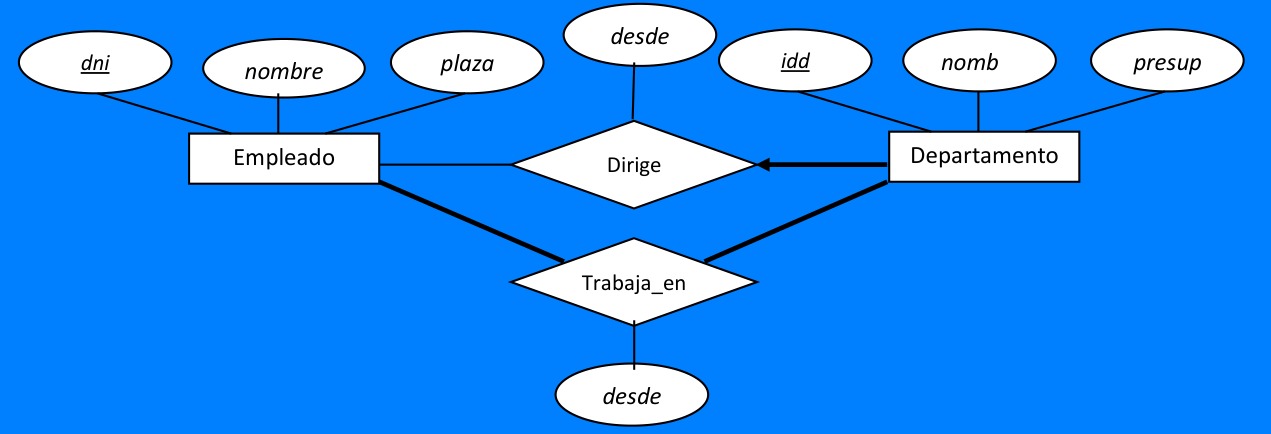 desde
dni
nombre
plaza
idd
nomb
presup
Empleado
Dirige
Departamento
Trabaja_en
desde